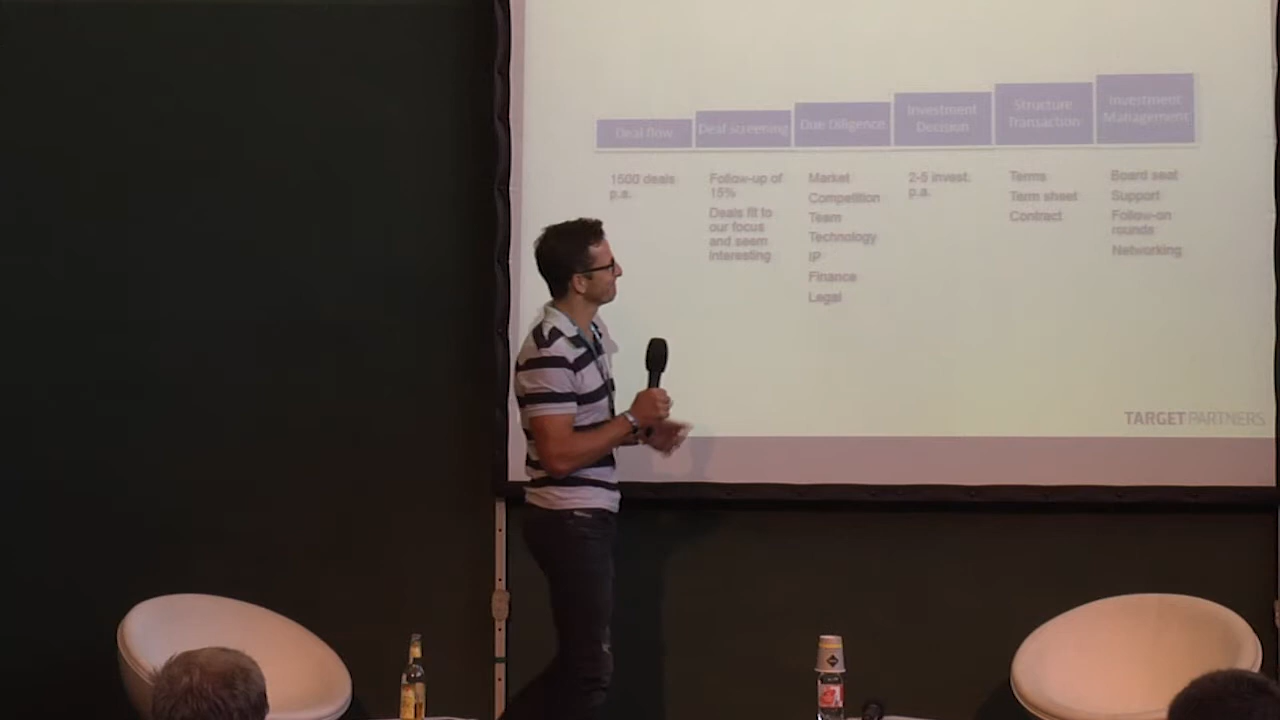 Deal flow
Deal screening
Due Diligence
Investment
Decision
Structure
Transaction
Investment
Management
1500 deals
p.a.
Follow-up of
15%
Deals fit to
our focus
and seem
interesting
Market
Competition
Team
Technology
IP
Finance
Legal
2-5 invest.
p.a.
Terms
Term sheet
Contract
Board seat
Support
Follow-on
rounds
Networking
TARGETPARTNERS